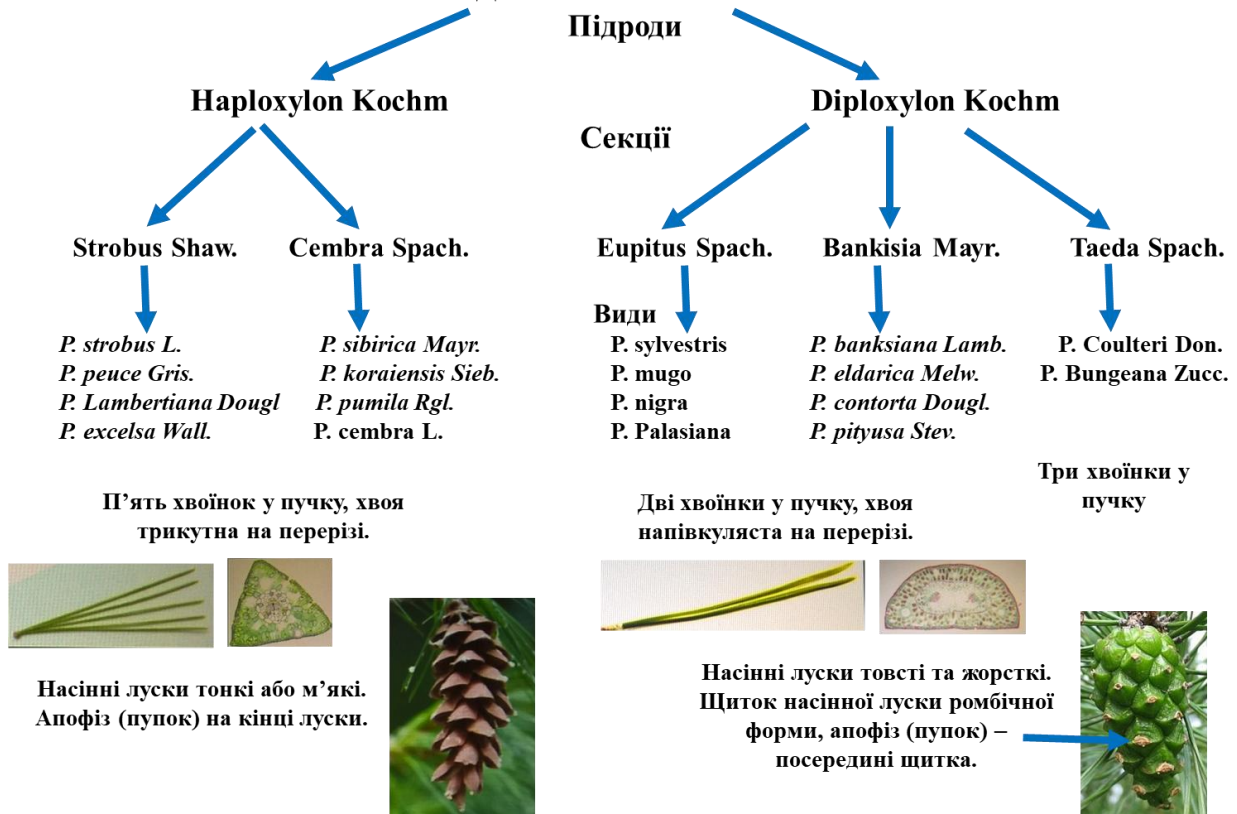 Підроди
Haploxylon Kochm
Diploxylon Kochm
Секції
Strobus Shaw.
Cembra Spach.
Eupitus Spach.
Bankisia Mayr.
Taeda Spach.
Види
P. strobus L.
P. peuce Gris.
P. Lambertiana Dougl
P. excelsa Wall.
P. sibirica Mayr.
P. koraiensis Sieb.
P. pumila Rgl.
P. cembra L.
P. sylvestris
P. mugo
P. nigra
P. Palasiana
P. banksiana Lamb.
P. eldarica Melw.
P. contorta Dougl.
P. pityusa Stev.
P. Coulteri Don.
P. Bungeana Zucc.
П’ять хвоїнок у пучку, хвоя
трикутна на перерізі.
Дві хвоїнки у пучку, хвоя
напівкуляста на перерізі.
Три хвоїнки у
пучку
Насінні луски тонкі або м’які.
Апофіз (пупок) на кінці луски.
Насінні луски товсті та жорсткі.
Щиток насінної луски ромбічної
форми, апофіз (пупок) –
посередині щитка.